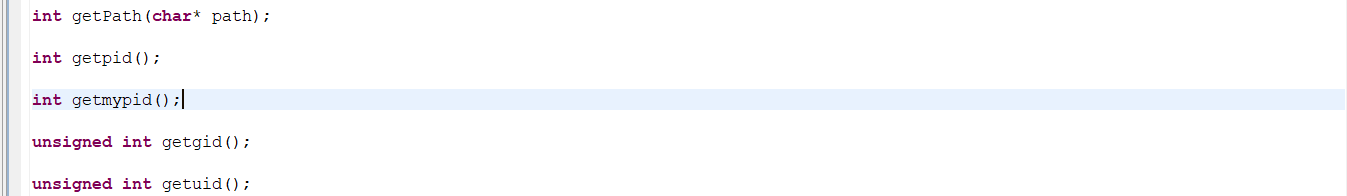 int getPath(char* path);
int getpid();
int getmypid();
unsigned int getgid();
unsigned int getuid();